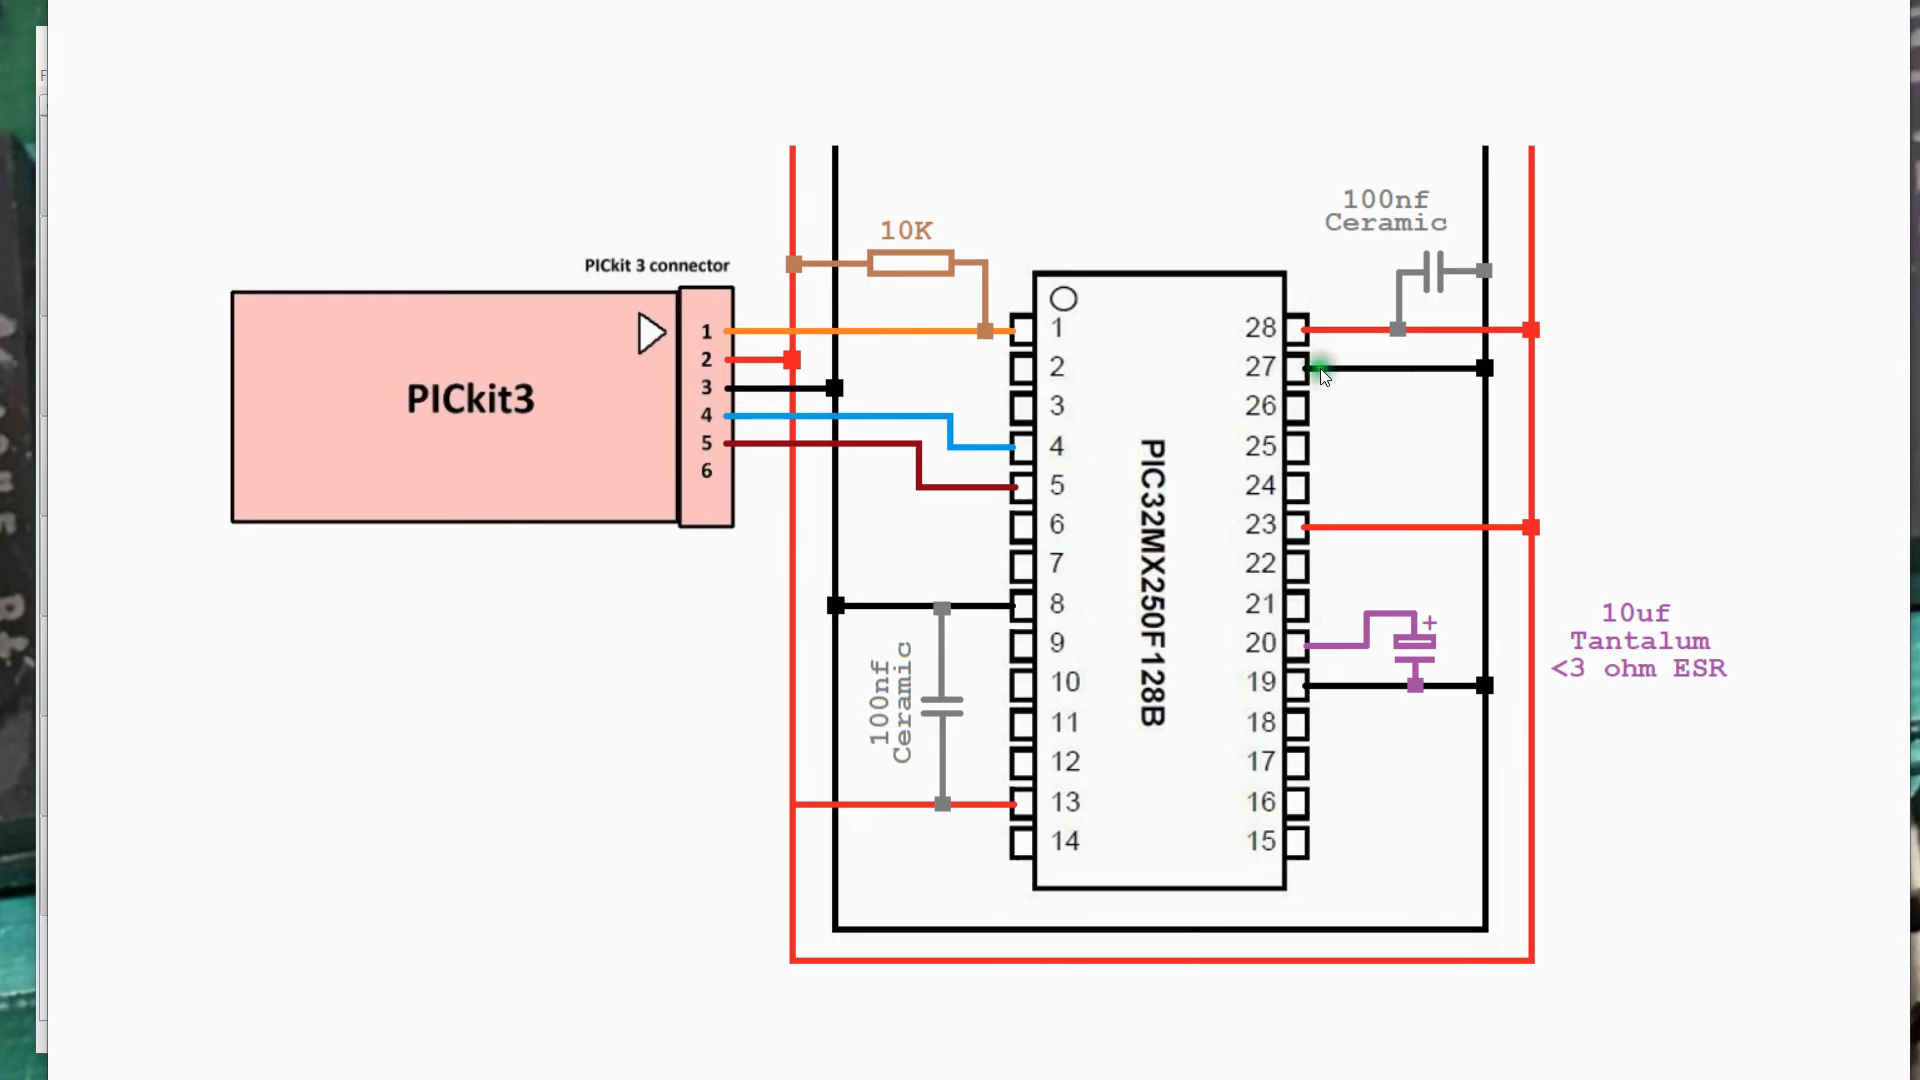 F
100nf
Ceramic
10K
PICkit 3 connector
PICkit3
1
2
3
4
5
6
1
2
3
4
5
6
7
8
9
10
11
12
13
14
PIC32MX250F128B
28
27
26
25
24
23
22
21
20
19
18
17
16
15
100nf
Ceramic
+
10uf
Tantalum
<3 ohm ESR